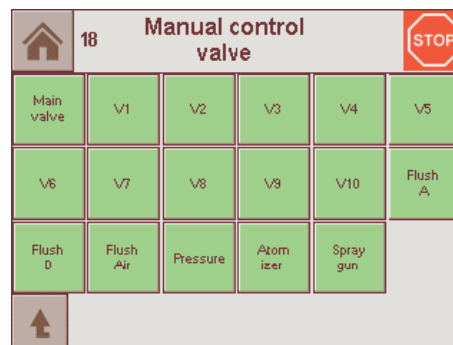 18
Manual control
valve
STOP
Main
valve
V1
V2
V3
V4
V5
V6
V7
V8
V9
V10
Flush
A
Flush
D
Flush
Air
Pressure
Atom
izer
Spray
gun